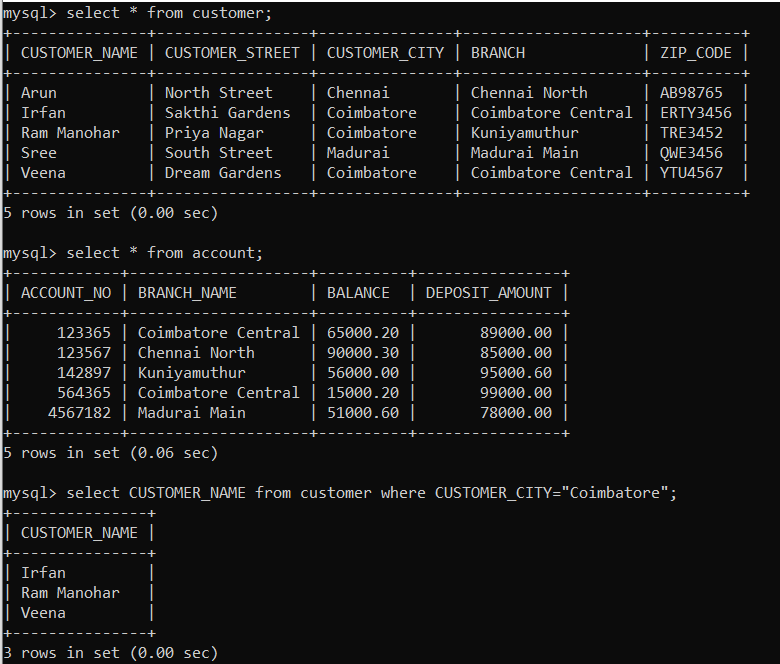 mysql> select * from customer;
+---------------+-----------------+---------------+--------------------+----------+
| CUSTOMER_NAME | CUSTOMER_STREET | CUSTOMER_CITY | BRANCH             | ZIP_CODE |
+---------------+-----------------+---------------+--------------------+----------+
| Arun          | North Street    | Chennai       | Chennai North      | AB98765  |
| Irfan         | Sakthi Gardens  | Coimbatore    | Coimbatore Central | ERTY3456 |
| Ram Manohar   | Priya Nagar     | Coimbatore    | Kuniyamuthur       | TRE3452  |
| Sree          | South Street    | Madurai       | Madurai Main       | QWE3456  |
| Veena         | Dream Gardens   | Coimbatore    | Coimbatore Central | YTU4567  |
+---------------+-----------------+---------------+--------------------+----------+
5 rows in set (0.00 sec)
mysql> select * from account;
+------------+--------------------+----------+----------------+
| ACCOUNT_NO | BRANCH_NAME        | BALANCE  | DEPOSIT_AMOUNT |
+------------+--------------------+----------+----------------+
|     123365 | Coimbatore Central | 65000.20 |       89000.00 |
|     123567 | Chennai North      | 90000.30 |       85000.00 |
|     142897 | Kuniyamuthur       | 56000.00 |       95000.60 |
|     564365 | Coimbatore Central | 15000.20 |       99000.00 |
|    4567182 | Madurai Main       | 51000.60 |       78000.00 |
+------------+--------------------+----------+----------------+
5 rows in set (0.06 sec)
mysql> select CUSTOMER_NAME from customer where CUSTOMER_CITY="Coimbatore";
+---------------+
| CUSTOMER_NAME |
+---------------+
| Irfan         |
| Ram Manohar   |
| Veena         |
+---------------+
3 rows in set (0.00 sec)